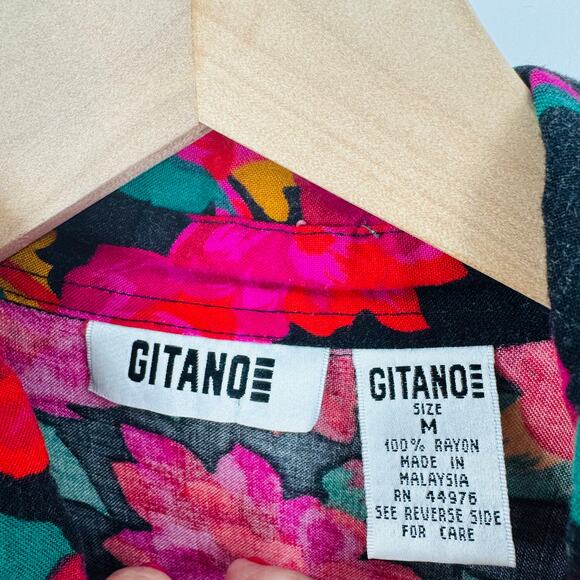 GITANO
GITANO
SIZE
M
100% RAYON
MADE IN
MALAYSIA
RN 44976
SEE REVERSE SIDE
FOR CARE